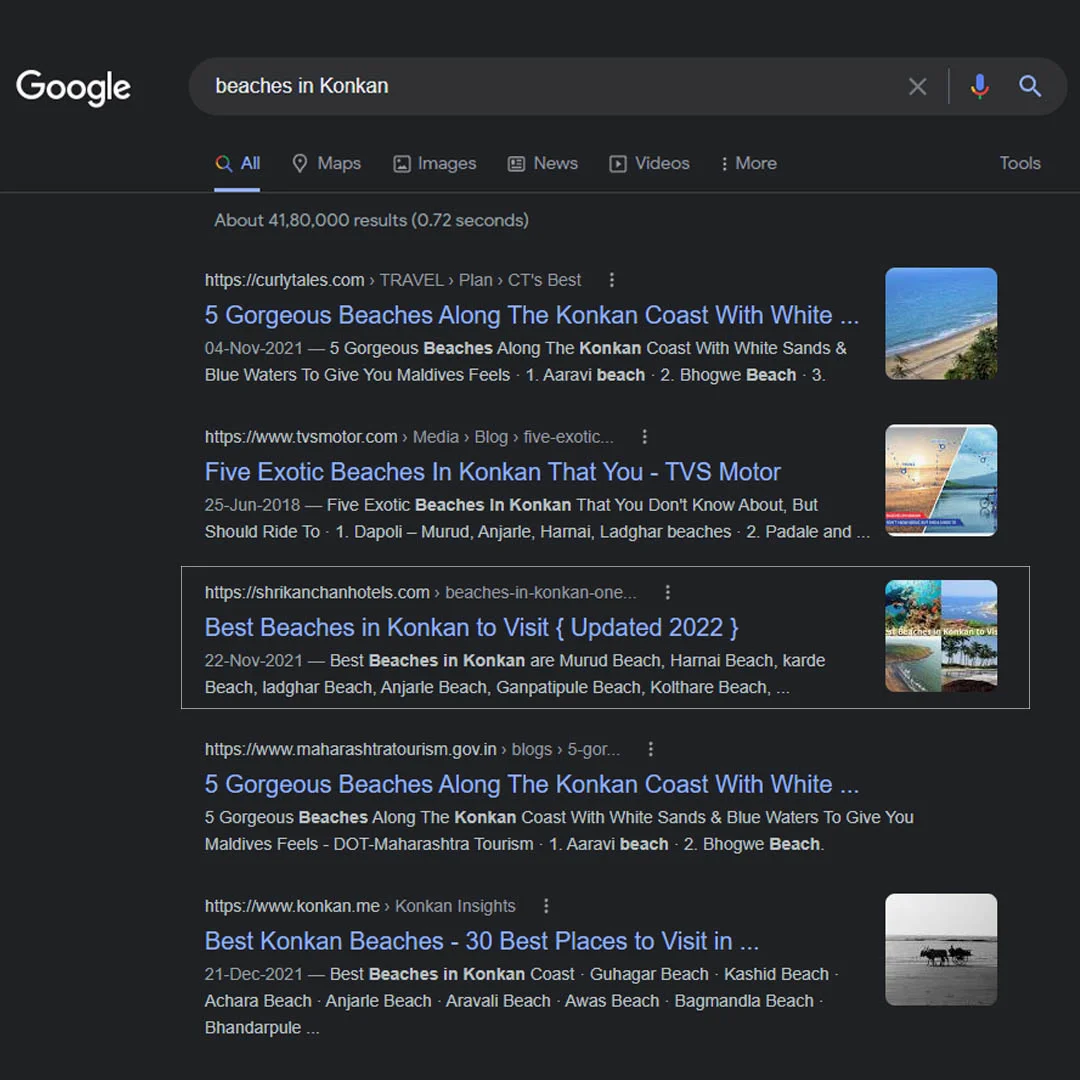 Google
beaches in Konkan
All Maps Images News Videos More Tools
About 41,80,000 results (0.72 seconds)
https://curlytales.com › TRAVEL › Plan › CT's Best
5 Gorgeous Beaches Along The Konkan Coast With White ...
04-Nov-2021 — 5 Gorgeous Beaches Along The Konkan Coast With White Sands &
Blue Waters To Give You Maldives Feels · 1. Aaravi beach · 2. Bhogwe Beach · 3.
https://www.tvsmotor.com › Media › Blog › five-exotic...
Five Exotic Beaches In Konkan That You - TVS Motor
25-Jun-2018 — Five Exotic Beaches In Konkan That You Don't Know About, But
Should Ride To · 1. Dapoli – Murud, Anjarle, Harnai, Ladghar beaches · 2. Padale and ...
https://shrikanchanhotels.com › beaches-in-konkan-one...
Best Beaches in Konkan to Visit { Updated 2022 }
22-Nov-2021 — Best Beaches in Konkan are Murud Beach, Harnai Beach, karde
Beach, ladghar Beach, Anjarle Beach, Ganpatipule Beach, Kolthare Beach, ...
Beaches in Konkan to
https://www.maharashtratourism.gov.in › blogs › 5-gor...
5 Gorgeous Beaches Along The Konkan Coast With White ...
5 Gorgeous Beaches Along The Konkan Coast With White Sands & Blue Waters To Give You
Maldives Feels - DOT-Maharashtra Tourism · 1. Aaravi beach · 2. Bhogwe Beach.
https://www.konkan.me › Konkan Insights
Best Konkan Beaches - 30 Best Places to Visit in ...
21-Dec-2021 — Best Beaches in Konkan Coast · Guhagar Beach · Kashid Beach ·
Achara Beach · Anjarle Beach · Aravali Beach · Awas Beach · Bagmandla Beach ·
Bhandarpule ...